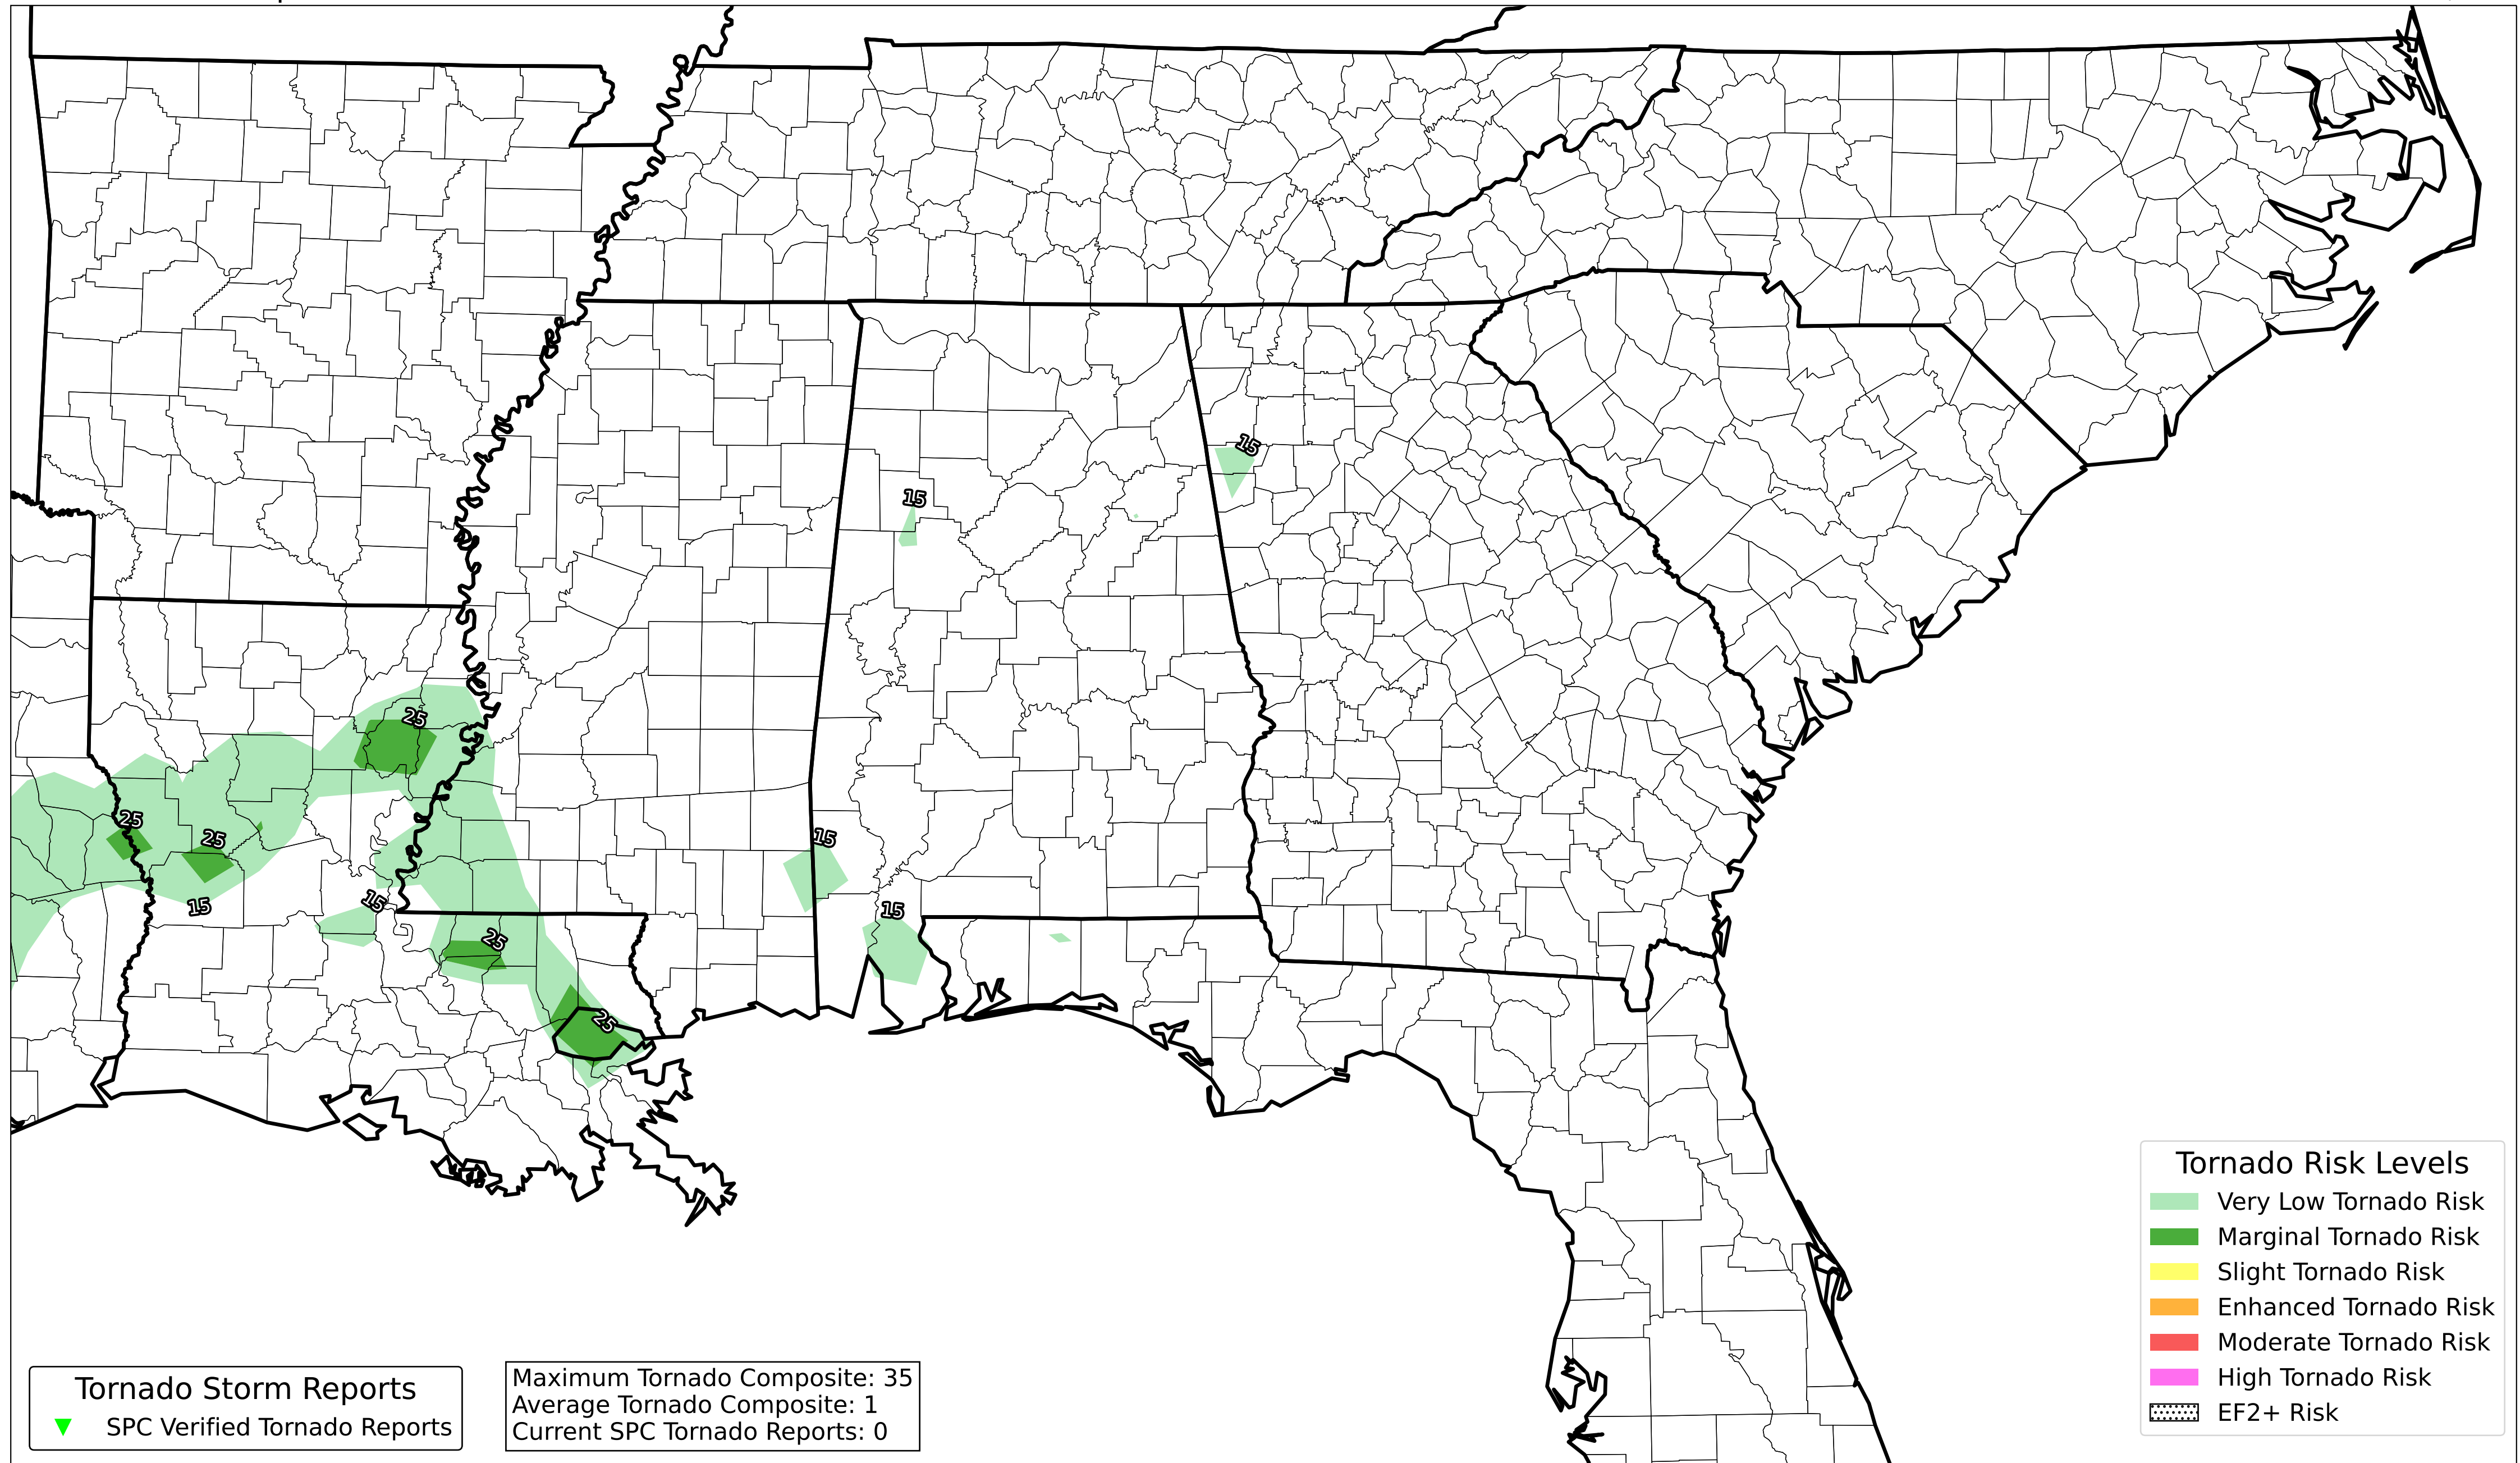 15
15
25
25
25
15
15
15
15
25
25
Tornado Risk Levels
Very Low Tornado Risk
Marginal Tornado Risk
Slight Tornado Risk
Enhanced Tornado Risk
Moderate Tornado Risk
High Tornado Risk
EF2+ Risk
Tornado Storm Reports
SPC Verified Tornado Reports
Maximum Tornado Composite: 35
Average Tornado Composite: 1
Current SPC Tornado Reports: 0